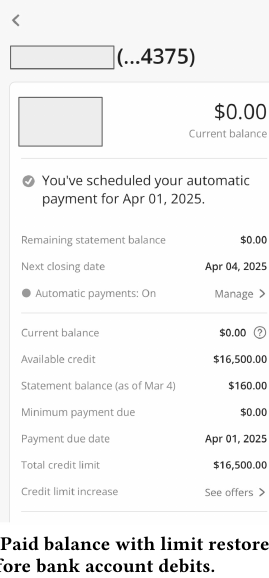 (...4375)
$0.00
Current balance
You've scheduled your automatic
payment for Apr 01, 2025.
Remaining statement balance $0.00
Next closing date Apr 04, 2025
Automatic payments: On Manage >
Current balance $0.00 ?
Available credit $16,500.00
Statement balance (as of Mar 4) $160.00
Minimum payment due $0.00
Payment due date Apr 01, 2025
Total credit limit $16,500.00
Credit limit increase See offers >
Paid balance with limit restore
fore bank account debits.